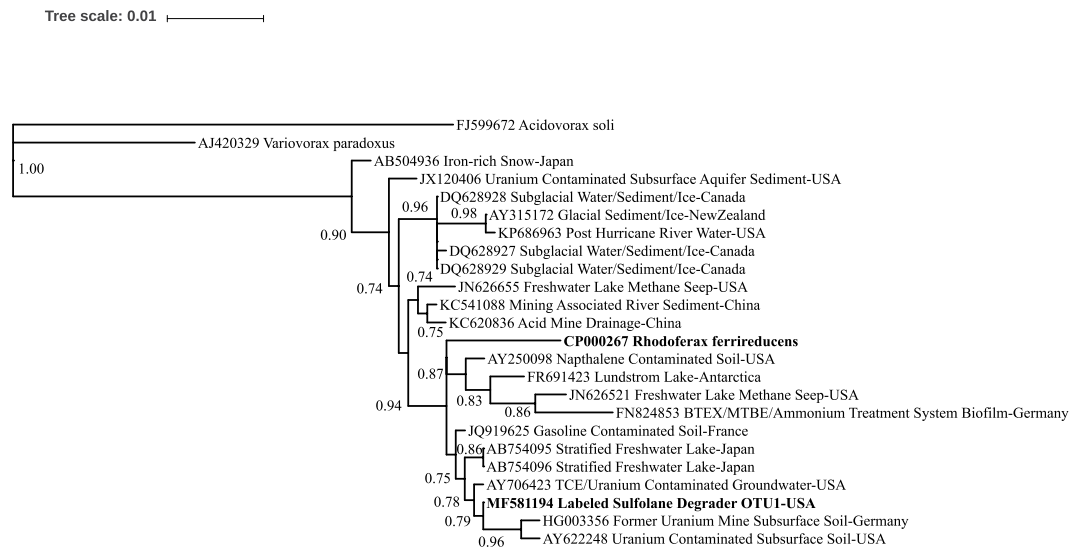 Tree scale: 0.01
FJ599672 Acidovorax soli
AJ420329 Variovorax paradoxus
1.00
AB504936 Iron-rich Snow-Japan
JX120406 Uranium Contaminated Subsurface Aquifer Sediment-USA
DQ628928 Subglacial Water/Sediment/Ice-Canada
0.96
0.98
AY315172 Glacial Sediment/Ice-NewZealand
KP686963 Post Hurricane River Water-USA
0.90
DQ628927 Subglacial Water/Sediment/Ice-Canada
DQ628929 Subglacial Water/Sediment/Ice-Canada
0.74
0.74
JN626655 Freshwater Lake Methane Seep-USA
KC541088 Mining Associated River Sediment-China
KC620836 Acid Mine Drainage-China
0.75
CP000267 Rhodoferax ferrireducens
AY250098 Napthalene Contaminated Soil-USA
0.87
FR691423 Lundstrom Lake-Antarctica
JN626521 Freshwater Lake Methane Seep-USA
0.83
0.94
0.86
FN824853 BTEX/MTBE/Ammonium Treatment System Biofilm-Germany
JQ919625 Gasoline Contaminated Soil-France
0.86
AB754095 Stratified Freshwater Lake-Japan
AB754096 Stratified Freshwater Lake-Japan
0.75
AY706423 TCE/Uranium Contaminated Groundwater-USA
0.78
MF581194 Labeled Sulfolane Degrader OTU1-USA
0.79
HG003356 Former Uranium Mine Subsurface Soil-Germany
0.96
AY622248 Uranium Contaminated Subsurface Soil-USA